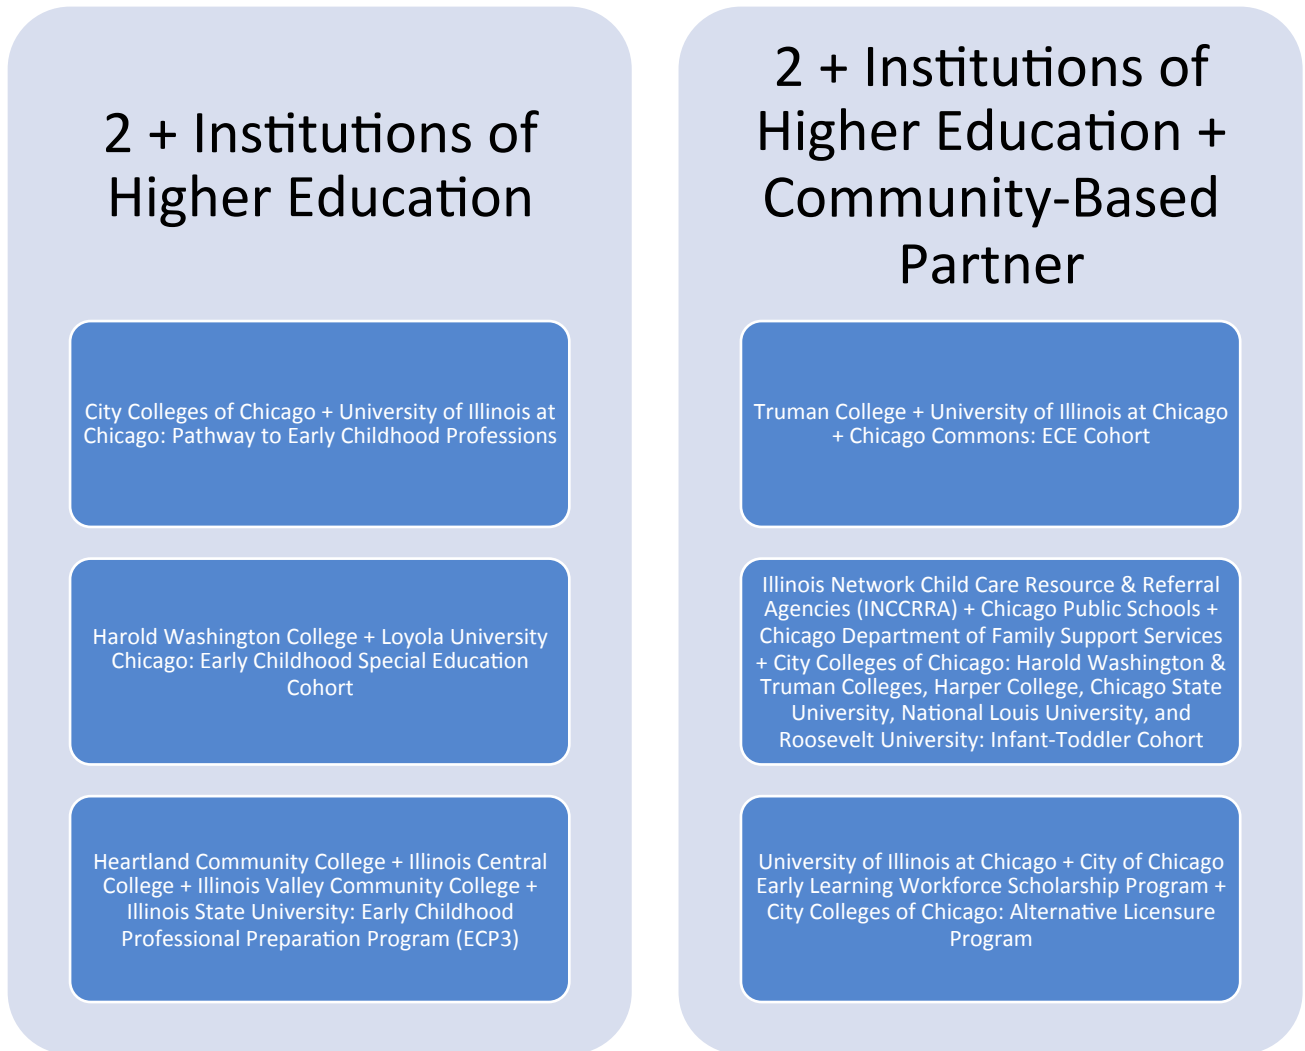 2 + Institutions of
Higher Education
City Colleges of Chicago + University of Illinois at
Chicago: Pathway to Early Childhood Professions
Harold Washington College + Loyola University
Chicago: Early Childhood Special Education
Cohort
Heartland Community College + Illinois Central
College + Illinois Valley Community College +
Illinois State University: Early Childhood
Professional Preparation Program (ECP3)
2 + Institutions of
Higher Education +
Community-Based
Partner
Truman College + University of Illinois at Chicago
+ Chicago Commons: ECE Cohort
Illinois Network Child Care Resource & Referral
Agencies (INCCRRA) + Chicago Public Schools +
Chicago Department of Family Support Services
+ City Colleges of Chicago: Harold Washington &
Truman Colleges, Harper College, Chicago State
University, National Louis University, and
Roosevelt University: Infant-Toddler Cohort
University of Illinois at Chicago + City of Chicago
Early Learning Workforce Scholarship Program +
City Colleges of Chicago: Alternative Licensure
Program